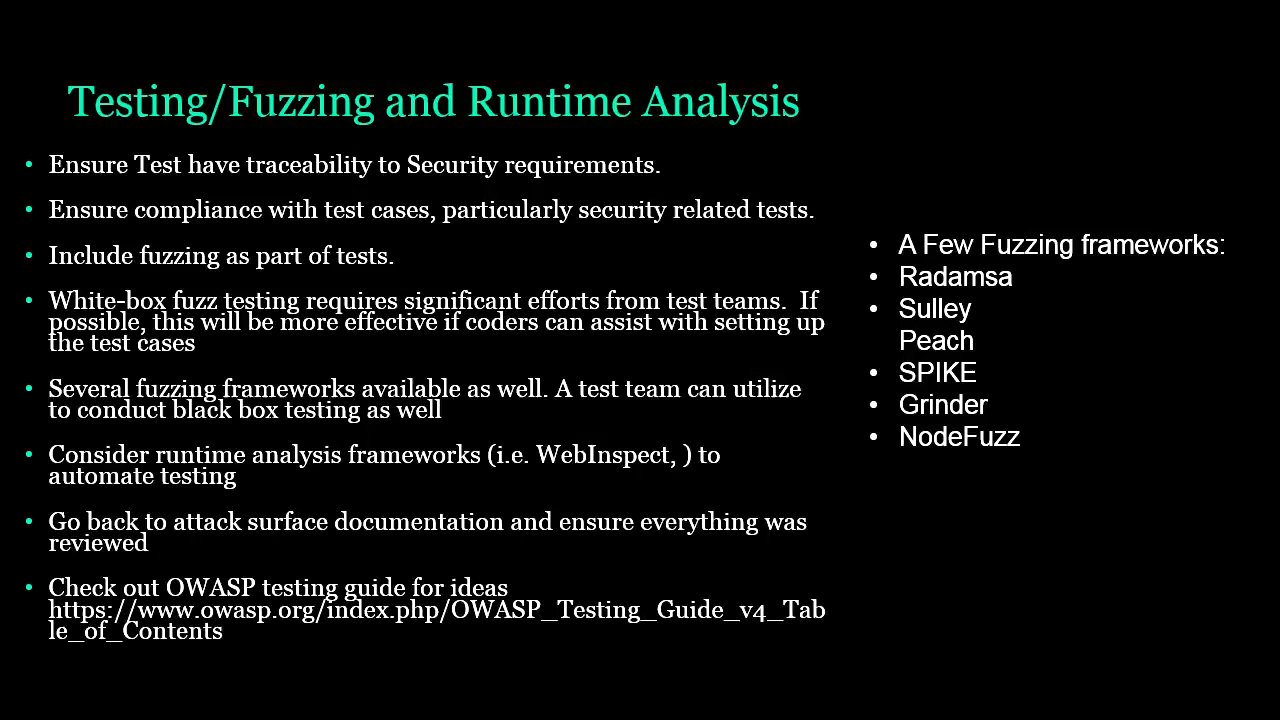 Testing/Fuzzing and Runtime Analysis
• Ensure Test have traceability to Security requirements.
• Ensure compliance with test cases, particularly security related tests.
• Include fuzzing as part of tests.
• White-box fuzz testing requires significant efforts from test teams.  If
possible, this will be more effective if coders can assist with setting up
the test cases
• Several fuzzing frameworks available as well. A test team can utilize
to conduct black box testing as well
• Consider runtime analysis frameworks (i.e. WebInspect, ) to
automate testing
• Go back to attack surface documentation and ensure everything was
reviewed
• Check out OWASP testing guide for ideas
https://www.owasp.org/index.php/OWASP_Testing_Guide_v4_Tab
le_of_Contents
• A Few Fuzzing frameworks:
• Radamsa
• Sulley
Peach
• SPIKE
• Grinder
• NodeFuzz